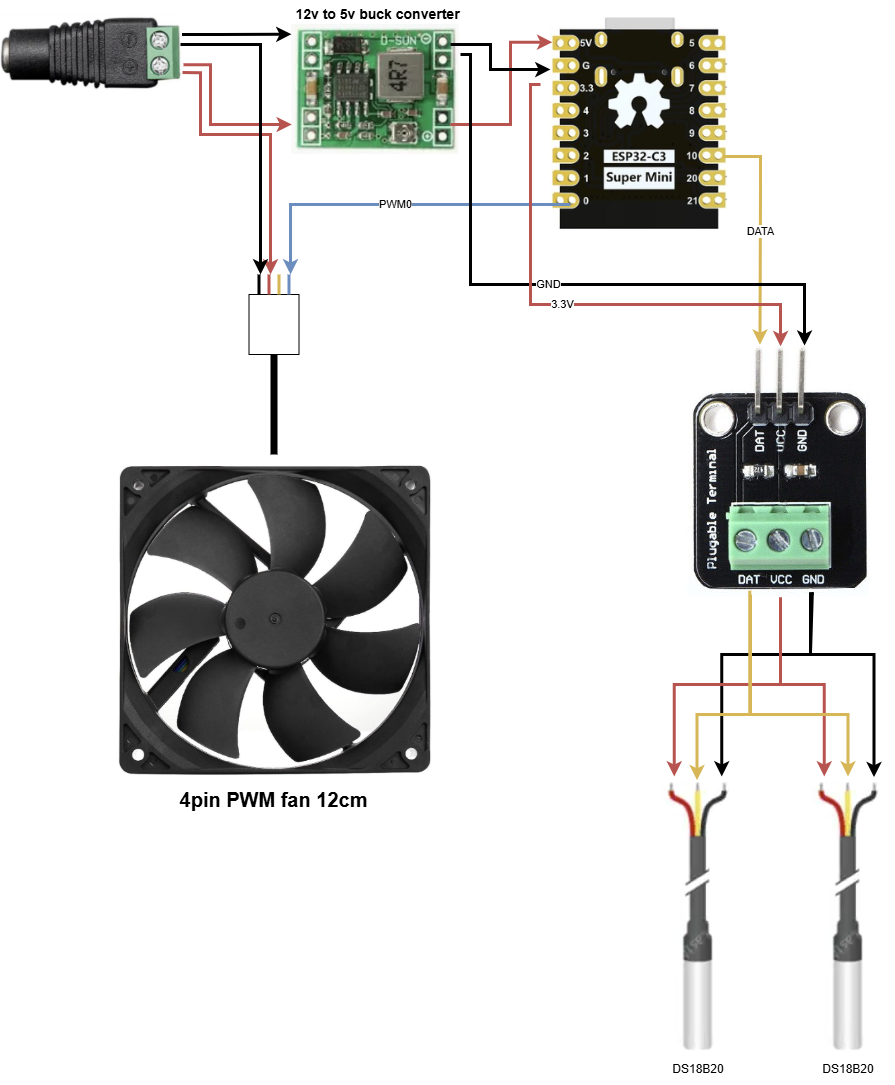 12v to 5v buck converter
D-SUN
4R7
5V
G
3.3
4
3
2
1
0
5
6
7
8
9
10
20
21
ESP32-C3
Super Mini
PWM0
DATA
GND
3.3V
DAT
VCC
GND
Plugable Terminal
DAT VCC GND
4pin PWM fan 12cm
DS18B20
DS18B20